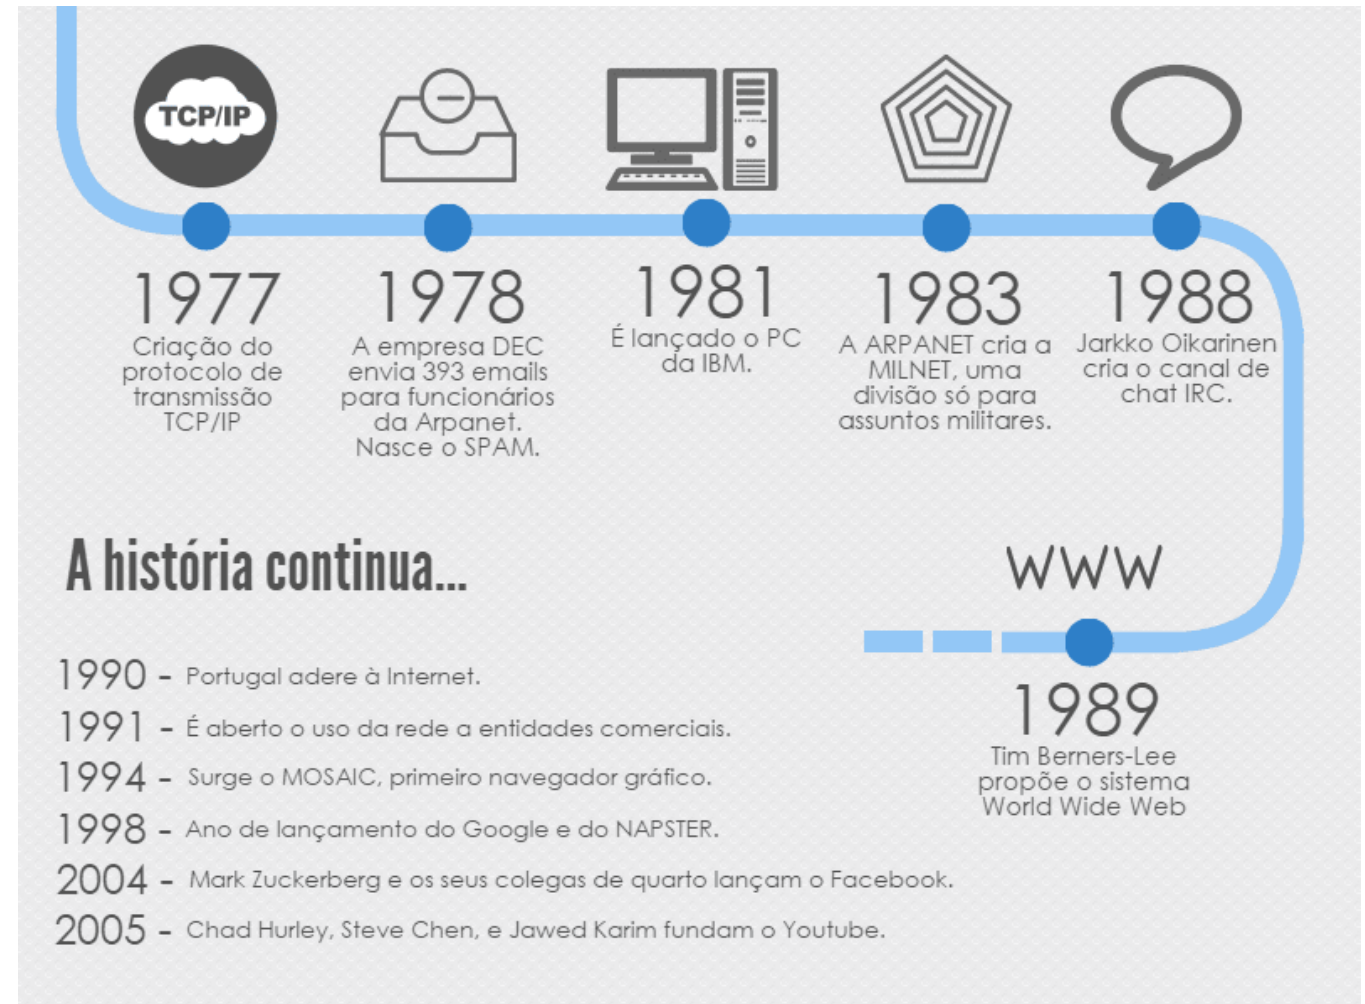 TCP/IP
1977
Criação do
protocolo de
transmissão
TCP/IP
1978
A empresa DEC
envia 393 emails
para funcionários
da Arpanet.
Nasce o SPAM.
1981
É lançado o PC
da IBM.
1983
A ARPANET cria a
MILNET, uma
divisão só para
assuntos militares.
1988
Jarkko Oikarinen
cria o canal de
chat IRC.
WWW
1989
Tim Berners-Lee
propõe o sistema
World Wide Web
A história continua...
1990 - Portugal adere à Internet.
1991 - É aberto o uso da rede a entidades comerciais.
1994 - Surge o MOSAIC, primeiro navegador gráfico.
1998 - Ano de lançamento do Google e do NAPSTER.
2004 - Mark Zuckerberg e os seus colegas de quarto lançam o Facebook.
2005 - Chad Hurley, Steve Chen, e Jawed Karim fundam o Youtube.